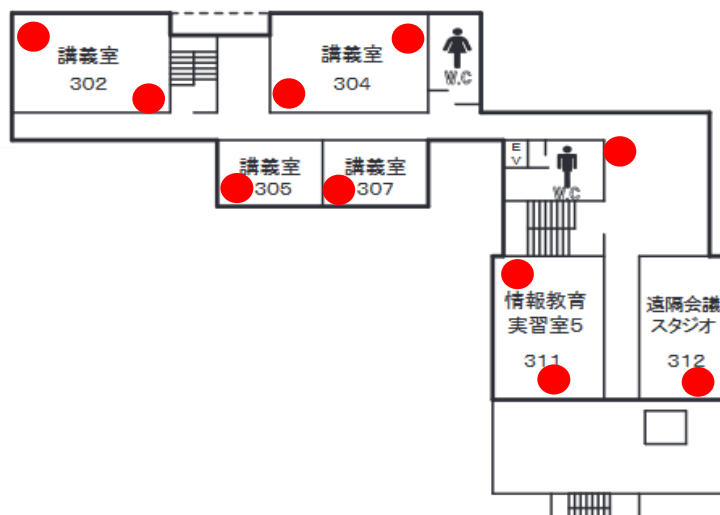 講義室
302
講義室
304
W.C
講義室
305
講義室
307
E
V
W.C
情報教育
実習室5
311
遠隔会議
スタジオ
312